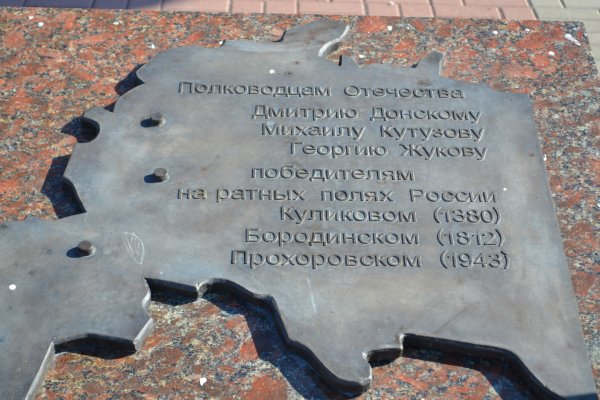 Полководцам Отечества
Дмитрию Донскому
Михаилу Кутузову
Георгию Жукову
победителям
на ратных полях России
Куликовом (1380)
Бородинском (1812)
Прохоровском (1943)